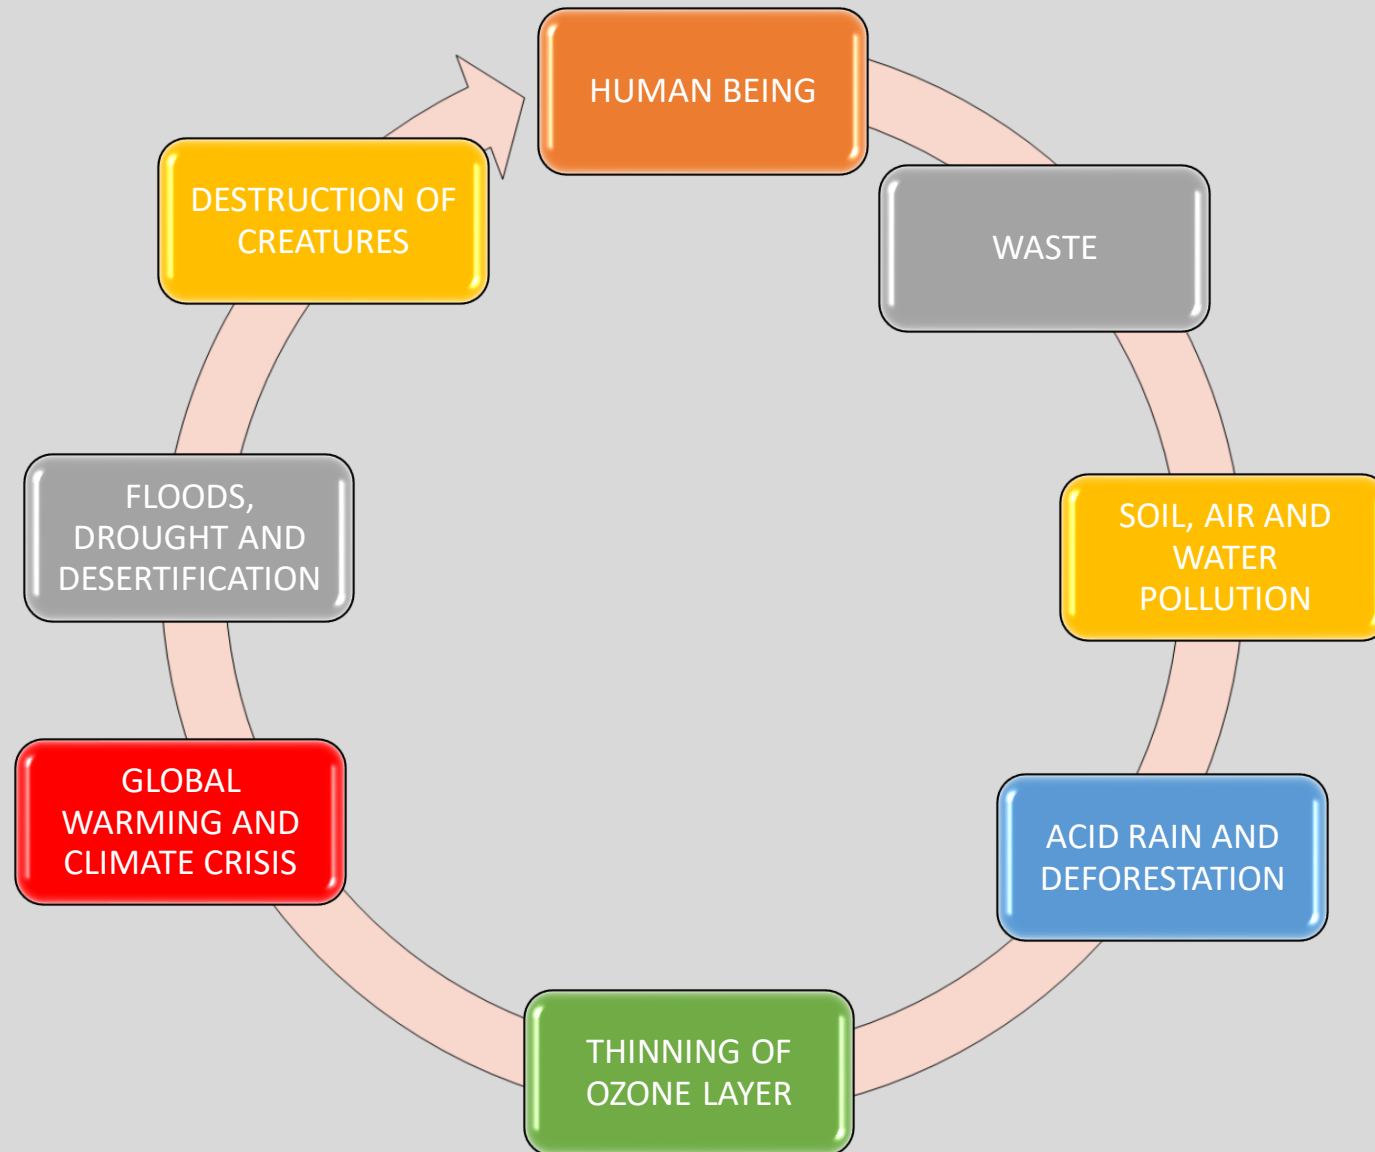 HUMAN BEING
WASTE
SOIL, AIR AND
WATER
POLLUTION
ACID RAIN AND
DEFORESTATION
THINNING OF
OZONE LAYER
GLOBAL
WARMING AND
CLIMATE CRISIS
FLOODS,
DROUGHT AND
DESERTIFICATION
DESTRUCTION OF
CREATURES